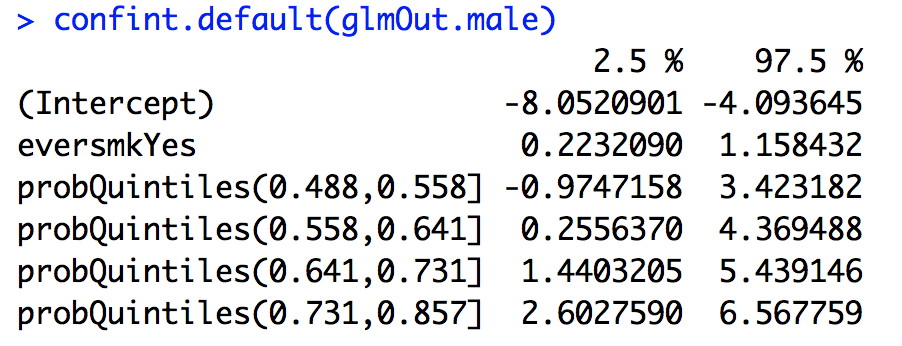 > confint.default(glmOut.male)
2.5 % 97.5 %
(Intercept) -8.0520901 -4.093645
eversmkYes 0.2232090 1.158432
probQuintiles(0.488,0.558] -0.9747158 3.423182
probQuintiles(0.558,0.641] 0.2556370 4.369488
probQuintiles(0.641,0.731] 1.4403205 5.439146
probQuintiles(0.731,0.857] 2.6027590 6.567759